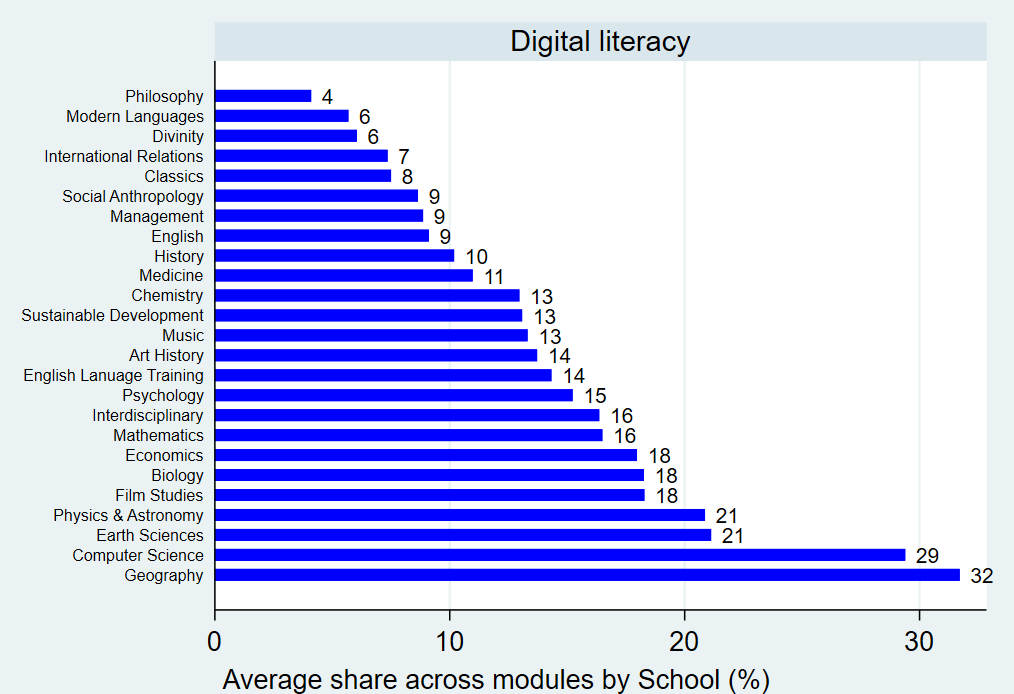 Digital literacy
Philosophy 4
Modern Languages 6
Divinity 6
International Relations 7
Classics 8
Social Anthropology 9
Management 9
English 9
History 10
Medicine 11
Chemistry 13
Sustainable Development 13
Music 13
Art History 14
English Lanuage Training 14
Psychology 15
Interdisciplinary 16
Mathematics 16
Economics 18
Biology 18
Film Studies 18
Physics & Astronomy 21
Earth Sciences 21
Computer Science 29
Geography 32
0 10 20 30
Average share across modules by School (%)